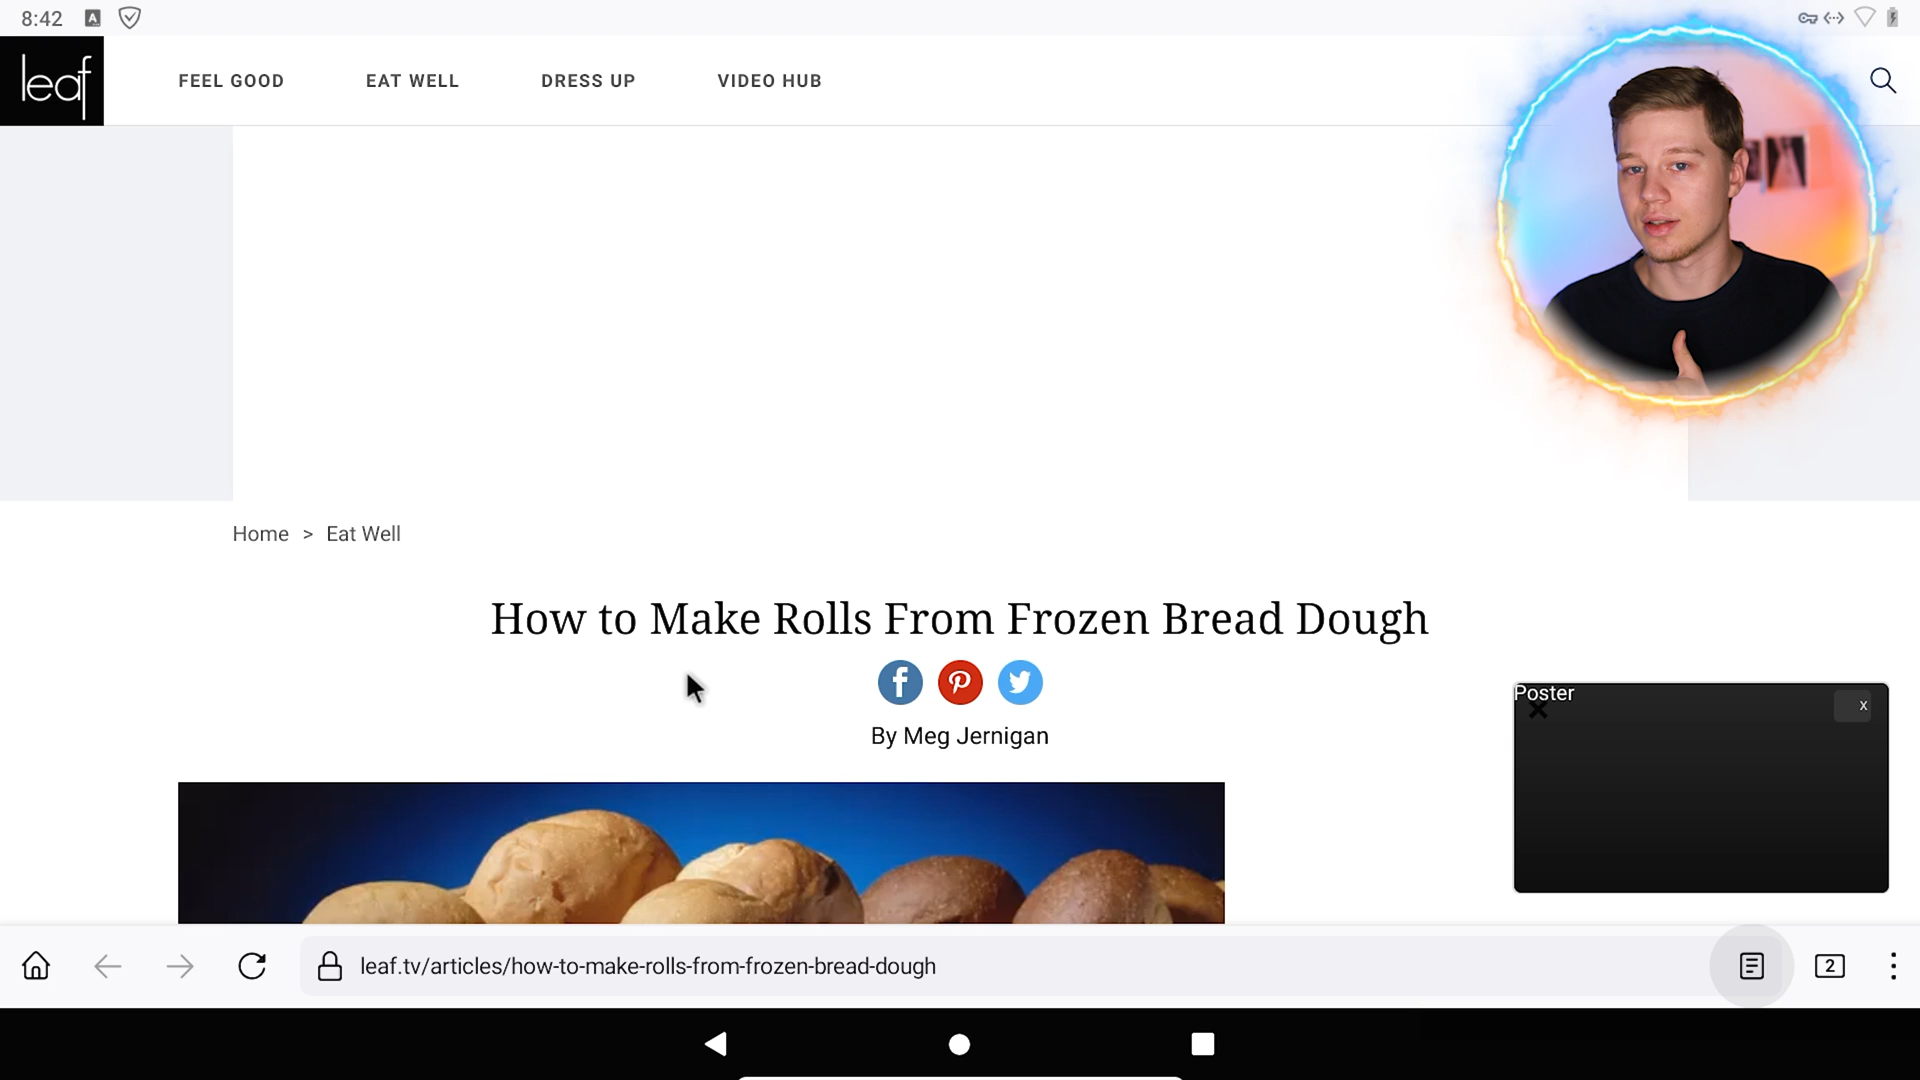 8:42
A
leaf
FEEL GOOD
EAT WELL
DRESS UP
VIDEO HUB
Home > Eat Well
How to Make Rolls From Frozen Bread Dough
By Meg Jernigan
Poster
x
leaf.tv/articles/how-to-make-rolls-from-frozen-bread-dough
2